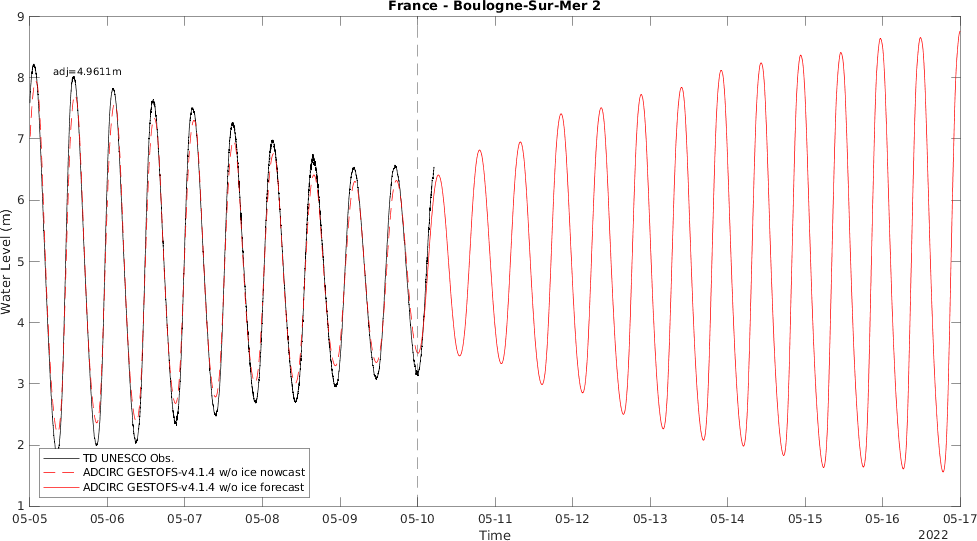 France - Boulogne-Sur-Mer 2
adj=4.9611m
9
8
7
6
5
4
3
2
1
Water Level (m)
TD UNESCO Obs.
ADCIRC GESTOFS-v4.1.4 w/o ice nowcast
ADCIRC GESTOFS-v4.1.4 w/o ice forecast
05-05 05-06 05-07 05-08 05-09 05-10 05-11 05-12 05-13 05-14 05-15 05-16 05-17
Time
2022